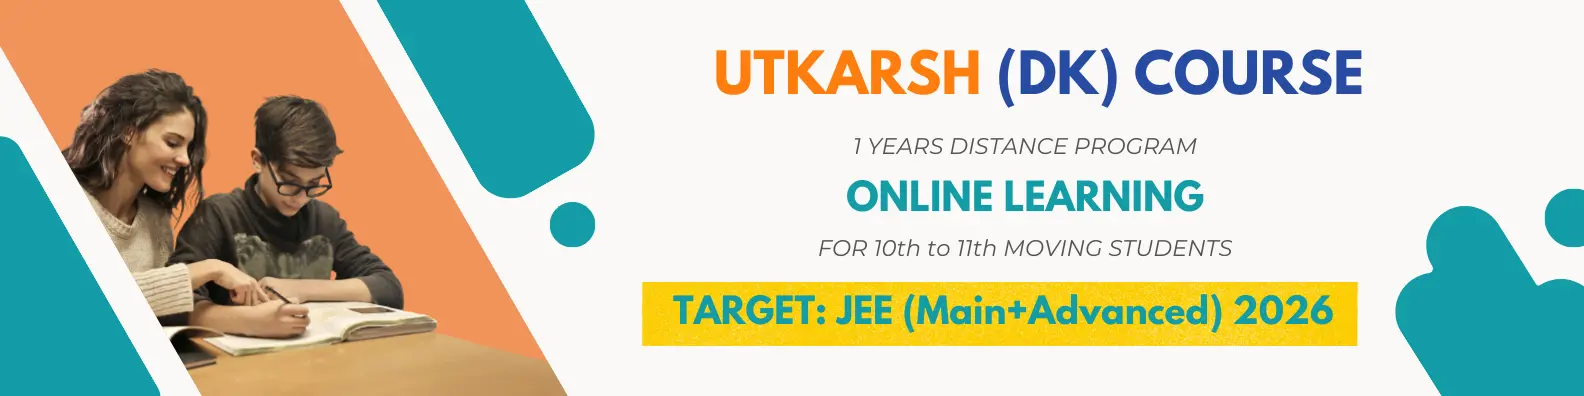 UTKARSH (DK) COURSE
1 YEARS DISTANCE PROGRAM
ONLINE LEARNING
FOR 10th to 11th MOVING STUDENTS
TARGET: JEE (Main+Advanced) 2026